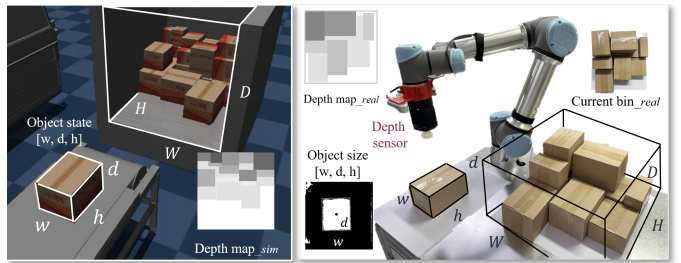 Object state
[w, d, h]
H
D
W
d
w
h
Depth map_sim
Depth map_real
Depth
sensor
Object size
[w, d, h]
d
w
Current bin_real
d
w
h
D
H
W